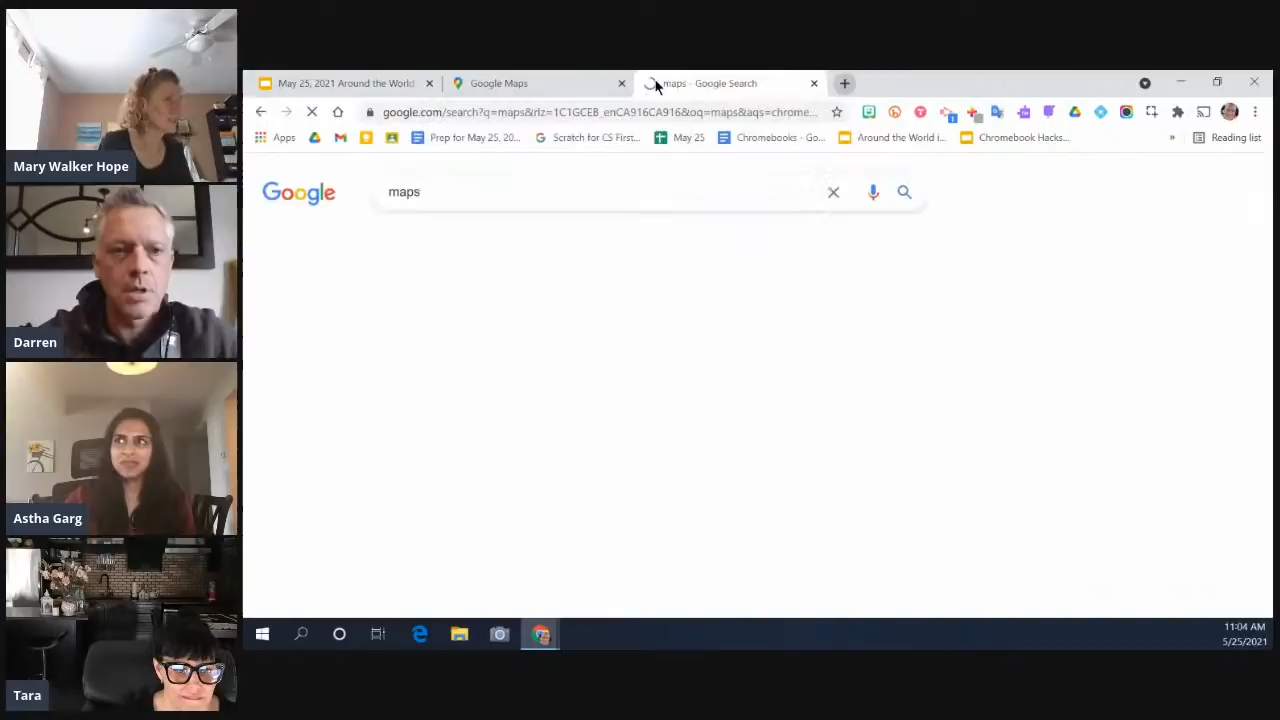 Mary Walker Hope
Darren
Astha Garg
Tara
May 25, 2021 Around the World
Google Maps
maps - Google Search
google.com/search?q=maps&rlz=1C1GCEB_enCA916CA916&oq=maps&aqs=chrome...
Apps
Prep for May 25, ...
Scratch for CS First...
May 25
Chromebooks - Go...
Around the World i...
Chromebook Hacks...
»
Reading list
Google
maps
11:04 AM
5/25/2021